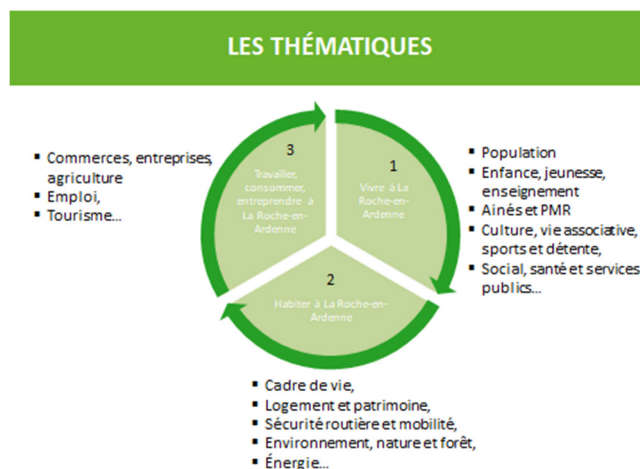 LES THÉMATIQUES
3
Travailler,
consommer,
entreprendre à
La Roche-en-
Ardenne
1
Vivre à La
Roche-en-
Ardenne
2
Habiter à La Roche-en-
Ardenne
▪ Commerces, entreprises,
agriculture
▪ Emploi,
▪ Tourisme...
▪ Population
▪ Enfance, jeunesse,
enseignement
▪ Ainés et PMR
▪ Culture, vie associative,
sports et détente,
▪ Social, santé et services
publics...
▪ Cadre de vie,
▪ Logement et patrimoine,
▪ Sécurité routière et mobilité,
▪ Environnement, nature et forêt,
▪ Énergie...